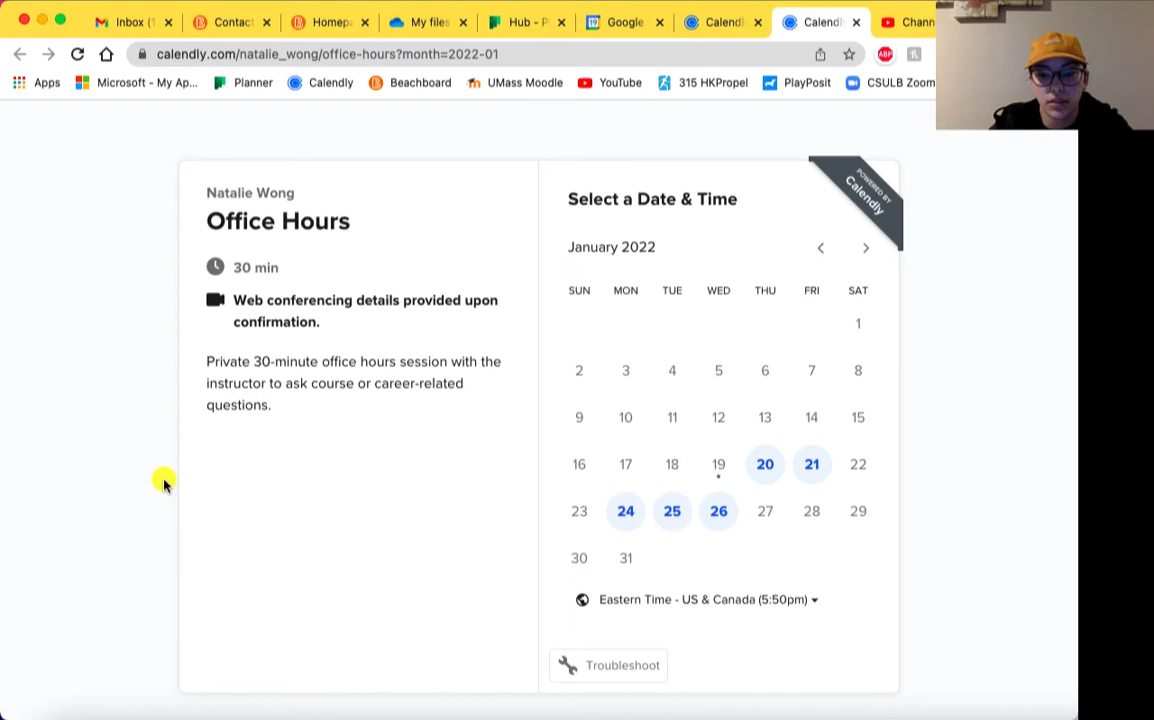 Inbox (1
Contact
Homepa
My files
Hub - P
Google
Calendl
Calendl
Chann
calendly.com/natalie_wong/office-hours?month=2022-01
ABP
Apps
Microsoft - My Ap...
Planner
Calendly
Beachboard
UMass Moodle
YouTube
315 HKPropel
PlayPosit
CSULB Zoom
Natalie Wong
Office Hours
30 min
Web conferencing details provided upon
confirmation.
Private 30-minute office hours session with the
instructor to ask course or career-related
questions.
POWERED BY
Calendly
Select a Date & Time
January 2022
SUN MON TUE WED THU FRI SAT
1
2 3 4 5 6 7 8
9 10 11 12 13 14 15
16 17 18 19 20 21 22
23 24 25 26 27 28 29
30 31
Eastern Time - US & Canada (5:50pm)
Troubleshoot